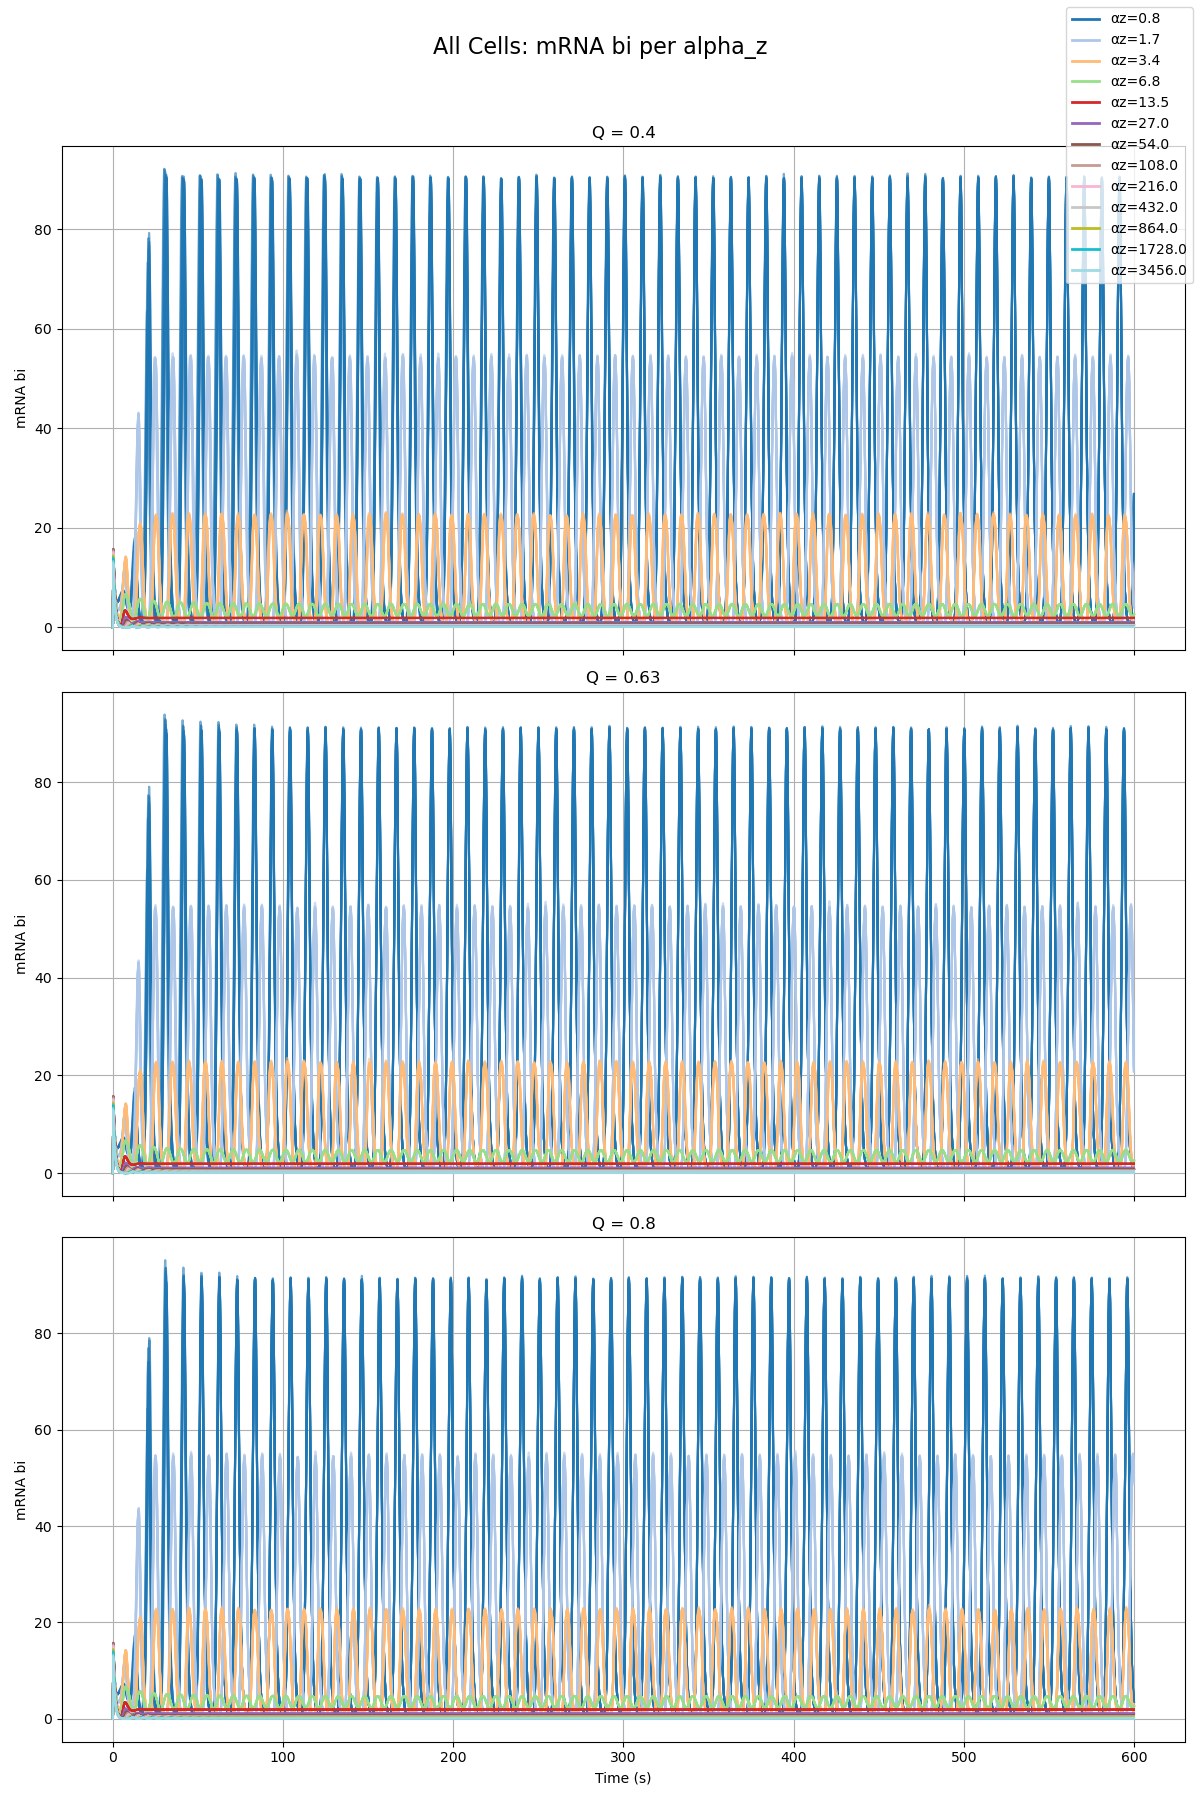 All Cells: mRNA bi per alpha_z
αz=0.8
αz=1.7
αz=3.4
αz=6.8
αz=13.5
αz=27.0
αz=54.0
αz=108.0
αz=216.0
αz=432.0
αz=864.0
αz=1728.0
αz=3456.0
Q = 0.4
80
60
40
20
0
mRNA bi
Q = 0.63
80
60
40
20
0
mRNA bi
Q = 0.8
80
60
40
20
0
mRNA bi
0 100 200 300 400 500 600
Time (s)